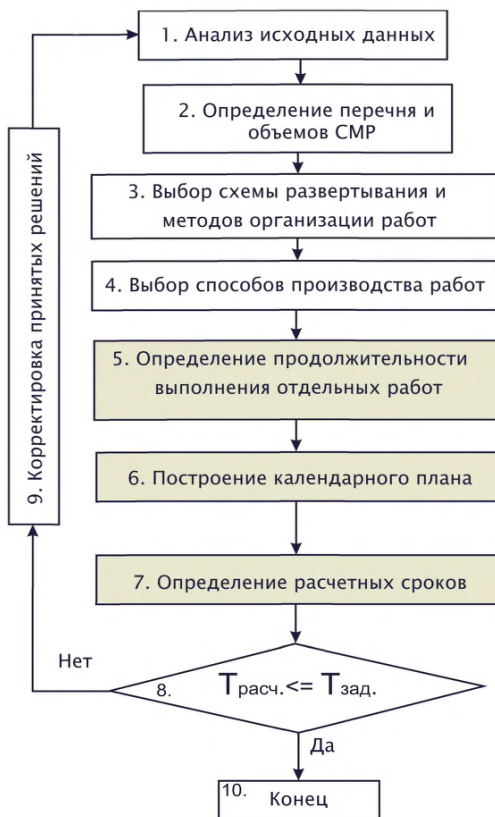 1. Анализ исходных данных
2. Определение перечня и
объемов СМР
3. Выбор схемы развертывания и
методов организации работ
4. Выбор способов производства работ
5. Определение продолжительности
выполнения отдельных работ
6. Построение календарного плана
7. Определение расчетных сроков
8. Tрасч.<= Tзад.
Нет
9. Корректировка принятых решений
Да
10. Конец